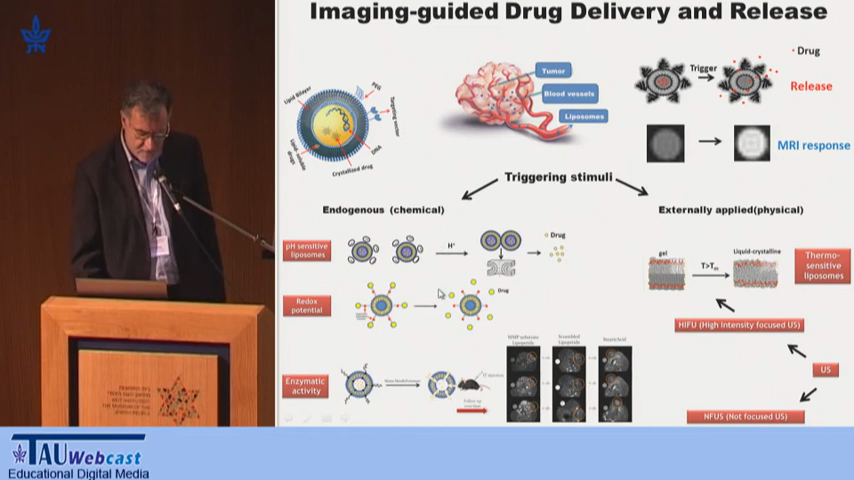 Imaging-guided Drug Delivery and Release
Lipid Bilayer
PEG
Targeting vector
DNA
Crystallized drug
Lipid-soluble drugs
Tumor
Blood vessels
Liposomes
Trigger
Drug
Release
MRI response
Triggering stimuli
Endogenous (chemical)
Externally applied(physical)
pH sensitive
liposomes
H+
Drug
Redox
potential
Drug
Enzymatic
activity
gel
T>Tm
Liquid-crystalline
Thermo-
sensitive
liposomes
HIFU (High Intensity focused US)
US
NFUS (Not focused US)
TAU Webcast
Educational Digital Media